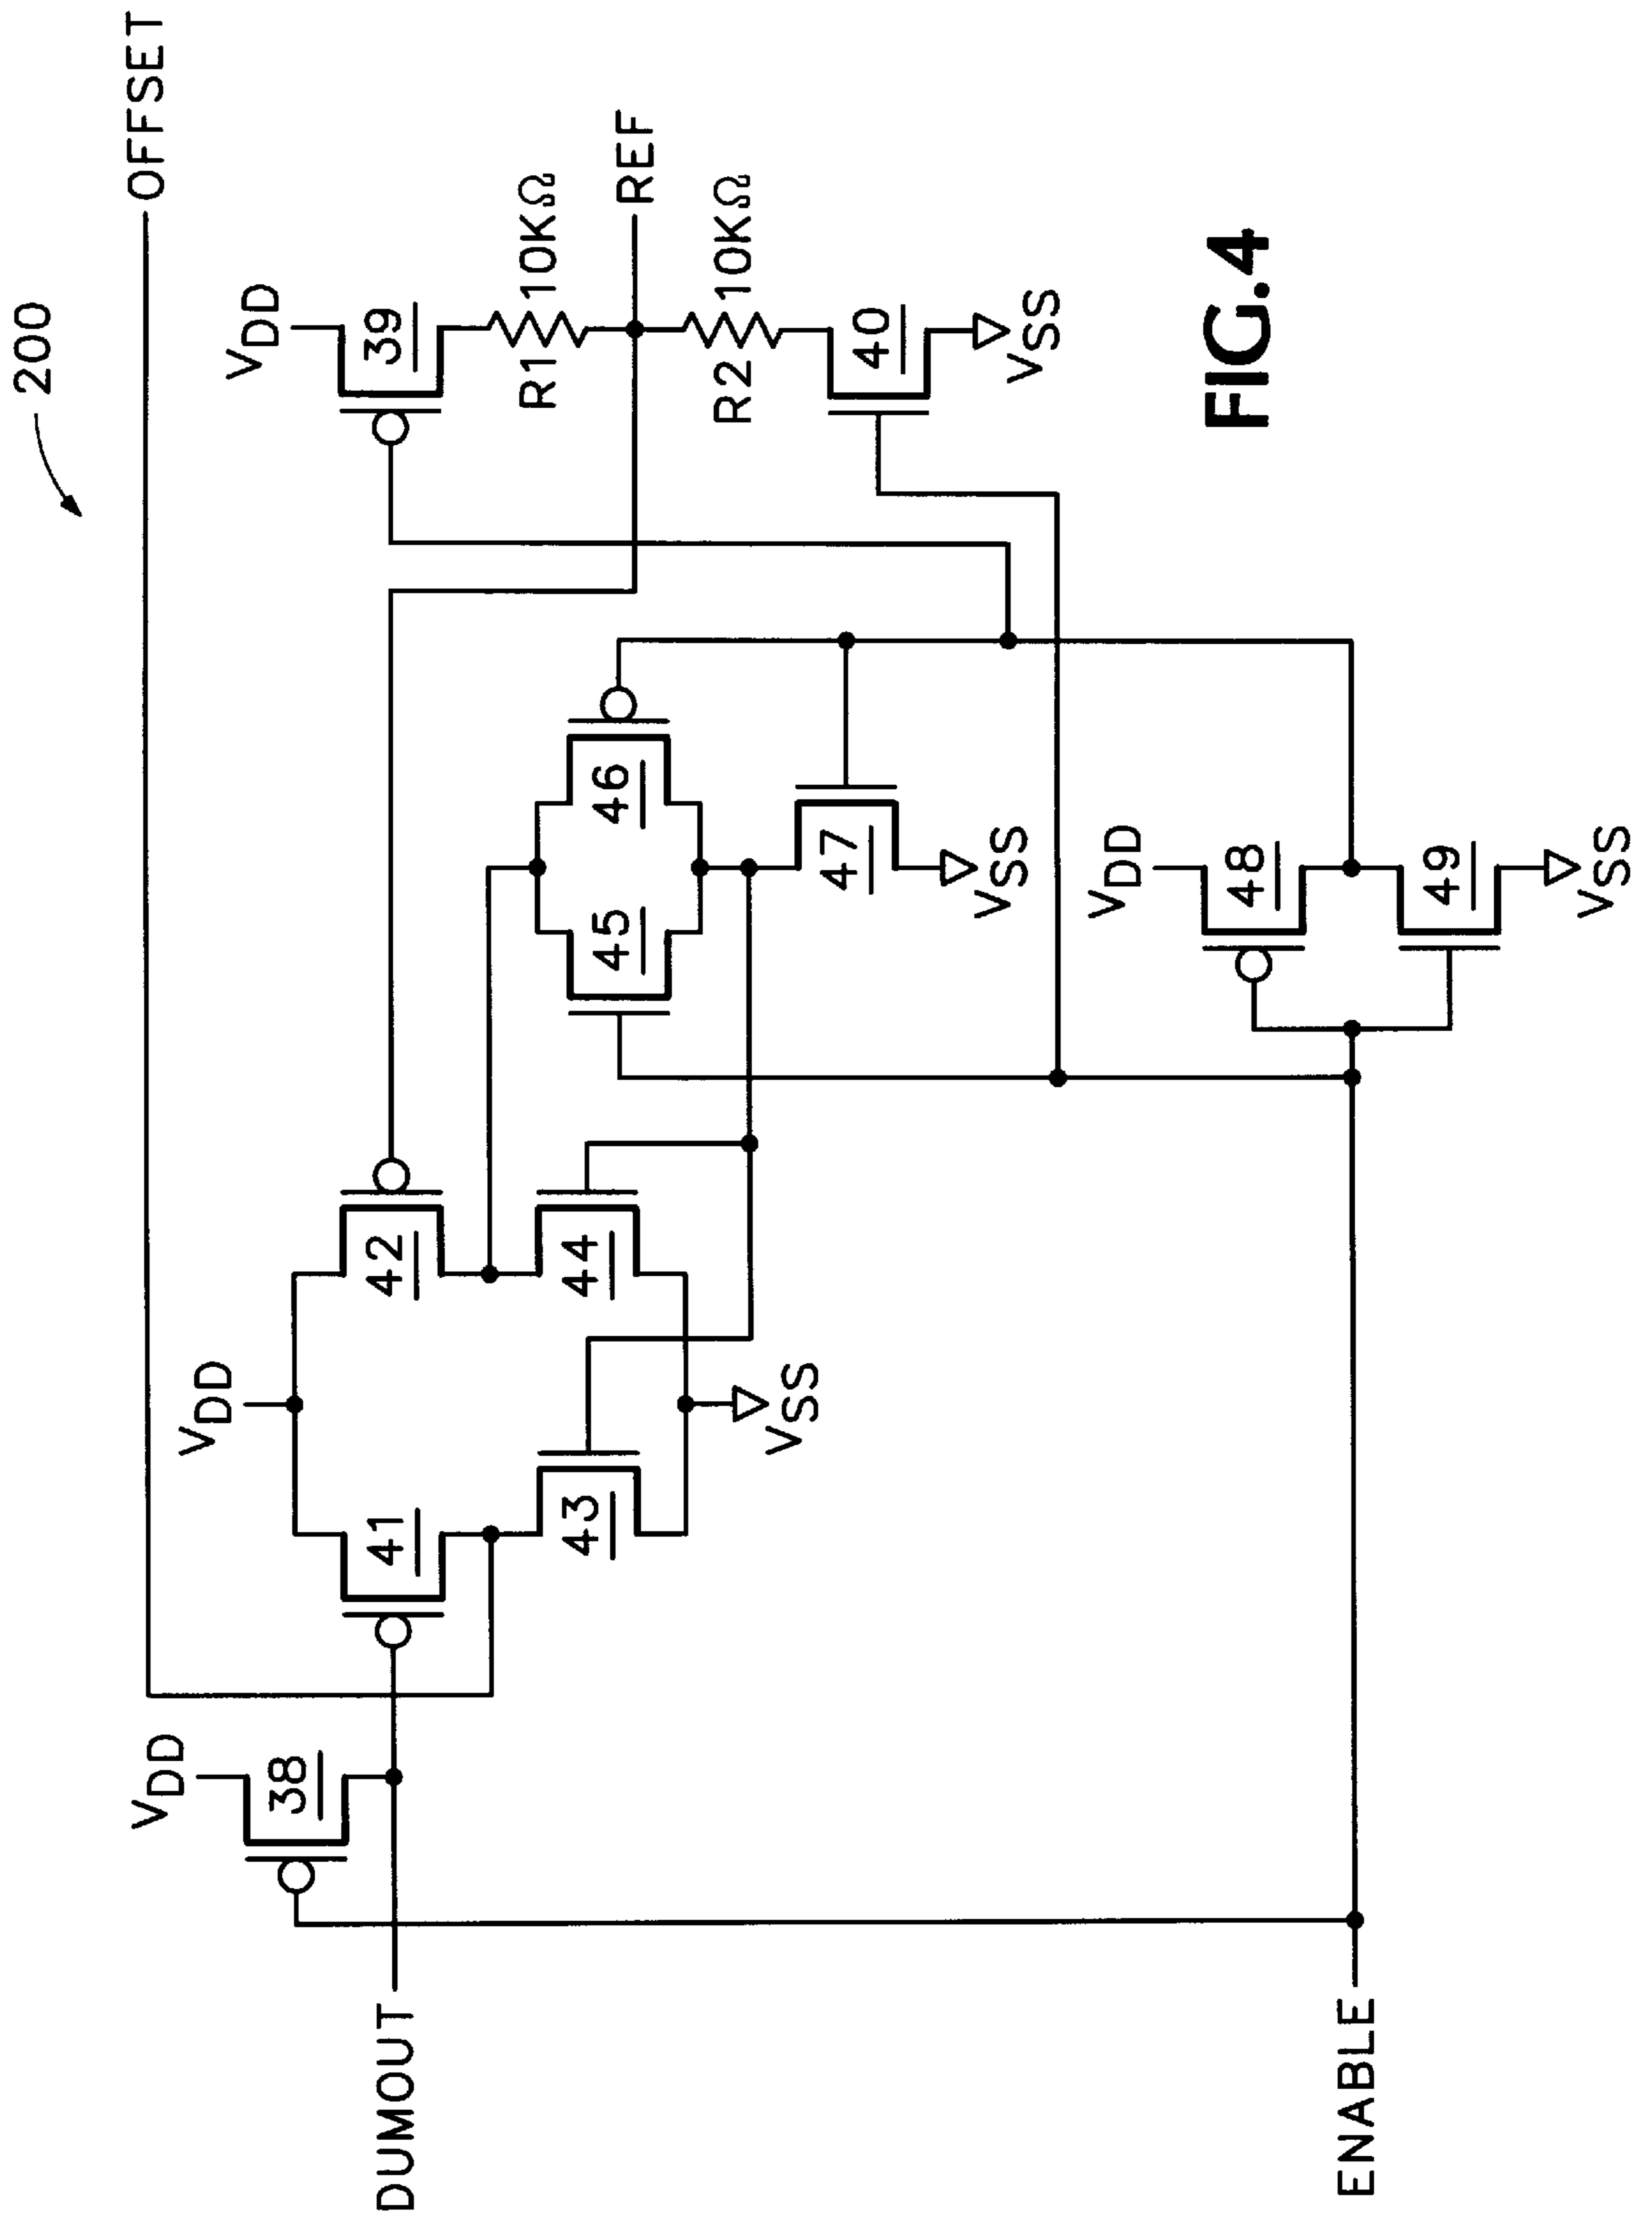 200
OFFSET
VDD
39
R1 10KΩ
REF
R2 10KΩ
40
VSS
VDD
38
VDD
41
42
43
44
VSS
45
46
47
VSS
VDD
48
49
VSS
DUMOUT
ENABLE
FIG.4